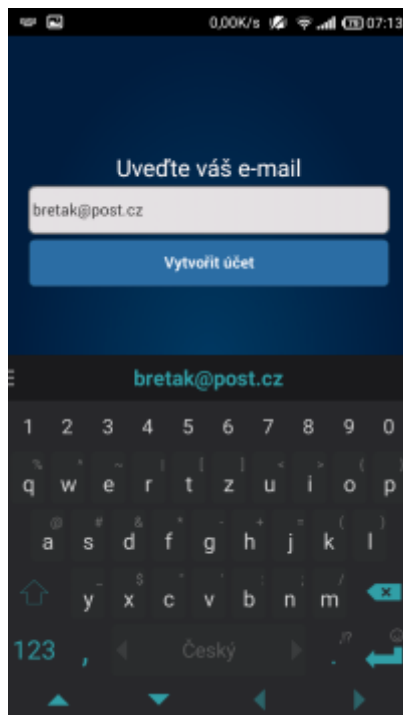 0,00K/s 79 07:13
Uveďte váš e-mail
bretak@post.cz
Vytvořit účet
bretak@post.cz
1 2 3 4 5 6 7 8 9 0
q w e r t z u i o p
a s d f g h j k l
y x c v b n m
123 , Český . ,!?